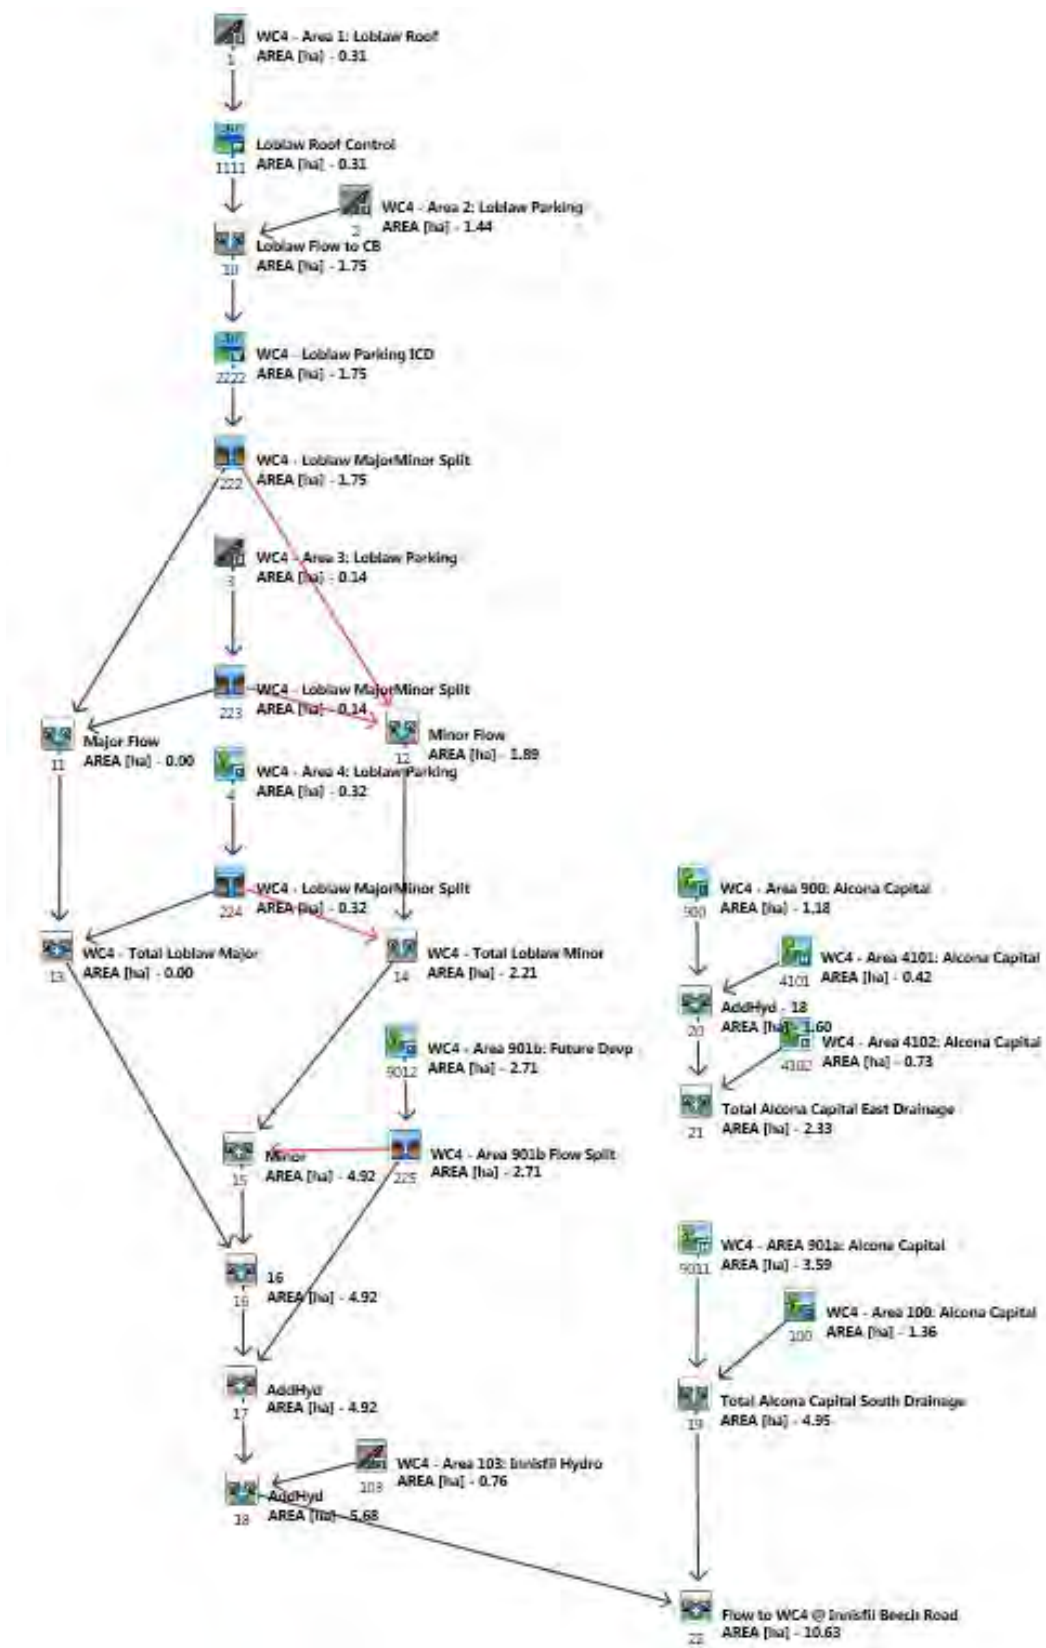 WC4 - Area 1: Loblaw Roof
AREA [ha] - 0.31
1
Loblaw Roof Control
AREA [ha] - 0.31
1111
WC4 - Area 2: Loblaw Parking
AREA [ha] - 1.44
2
Loblaw Flow to CB
AREA [ha] - 1.75
10
WC4 - Loblaw Parking ICD
AREA [ha] - 1.75
2222
WC4 - Loblaw MajorMinor Split
AREA [ha] - 1.75
222
WC4 - Area 3: Loblaw Parking
AREA [ha] - 0.14
3
WC4 - Loblaw MajorMinor Split
AREA [ha] - 0.14
223
Major Flow
AREA [ha] - 0.00
11
Minor Flow
AREA [ha] - 1.89
12
WC4 - Area 4: Loblaw Parking
AREA [ha] - 0.32
4
WC4 - Loblaw MajorMinor Split
AREA [ha] - 0.32
224
WC4 - Total Loblaw Major
AREA [ha] - 0.00
13
WC4 - Total Loblaw Minor
AREA [ha] - 2.21
14
WC4 - Area 901b: Future Devp
AREA [ha] - 2.71
9012
Minor
AREA [ha] - 4.92
15
WC4 - Area 901b Flow Split
AREA [ha] - 2.71
225
16
AREA [ha] - 4.92
16
AddHyd
AREA [ha] - 4.92
17
WC4 - Area 103: Innisfil Hydro
AREA [ha] - 0.76
103
AddHyd
AREA [ha] - 5.68
18
WC4 - Area 900: Alcona Capital
AREA [ha] - 1.18
900
WC4 - Area 4101: Alcona Capital
AREA [ha] - 0.42
4101
AddHyd - 18
AREA [ha] - 1.60
20
WC4 - Area 4102: Alcona Capital
AREA [ha] - 0.73
4102
Total Alcona Capital East Drainage
AREA [ha] - 2.33
21
WC4 - AREA 901a: Alcona Capital
AREA [ha] - 3.59
9011
WC4 - Area 100: Alcona Capital
AREA [ha] - 1.36
100
Total Alcona Capital South Drainage
AREA [ha] - 4.95
19
Flow to WC4 @ Innisfil Beech Road
AREA [ha] - 10.63
22